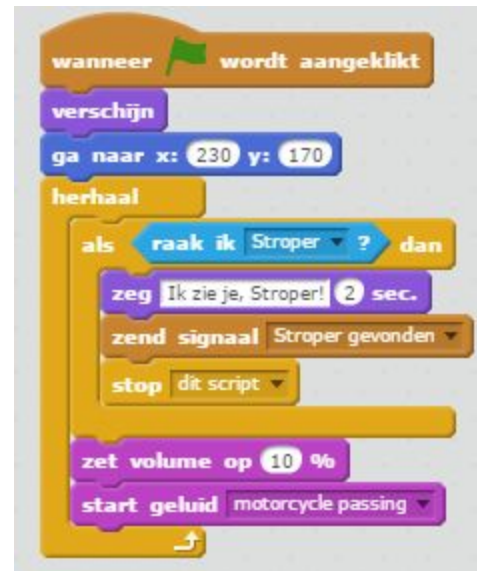 wanneer wordt aangeklikt
verschijn
ga naar x: 230 y: 170
herhaal
als raak ik Stroper ? dan
zeg Ik zie je, Stroper! 2 sec.
zend signaal Stroper gevonden
stop dit script
zet volume op 10 %
start geluid motorcycle passing